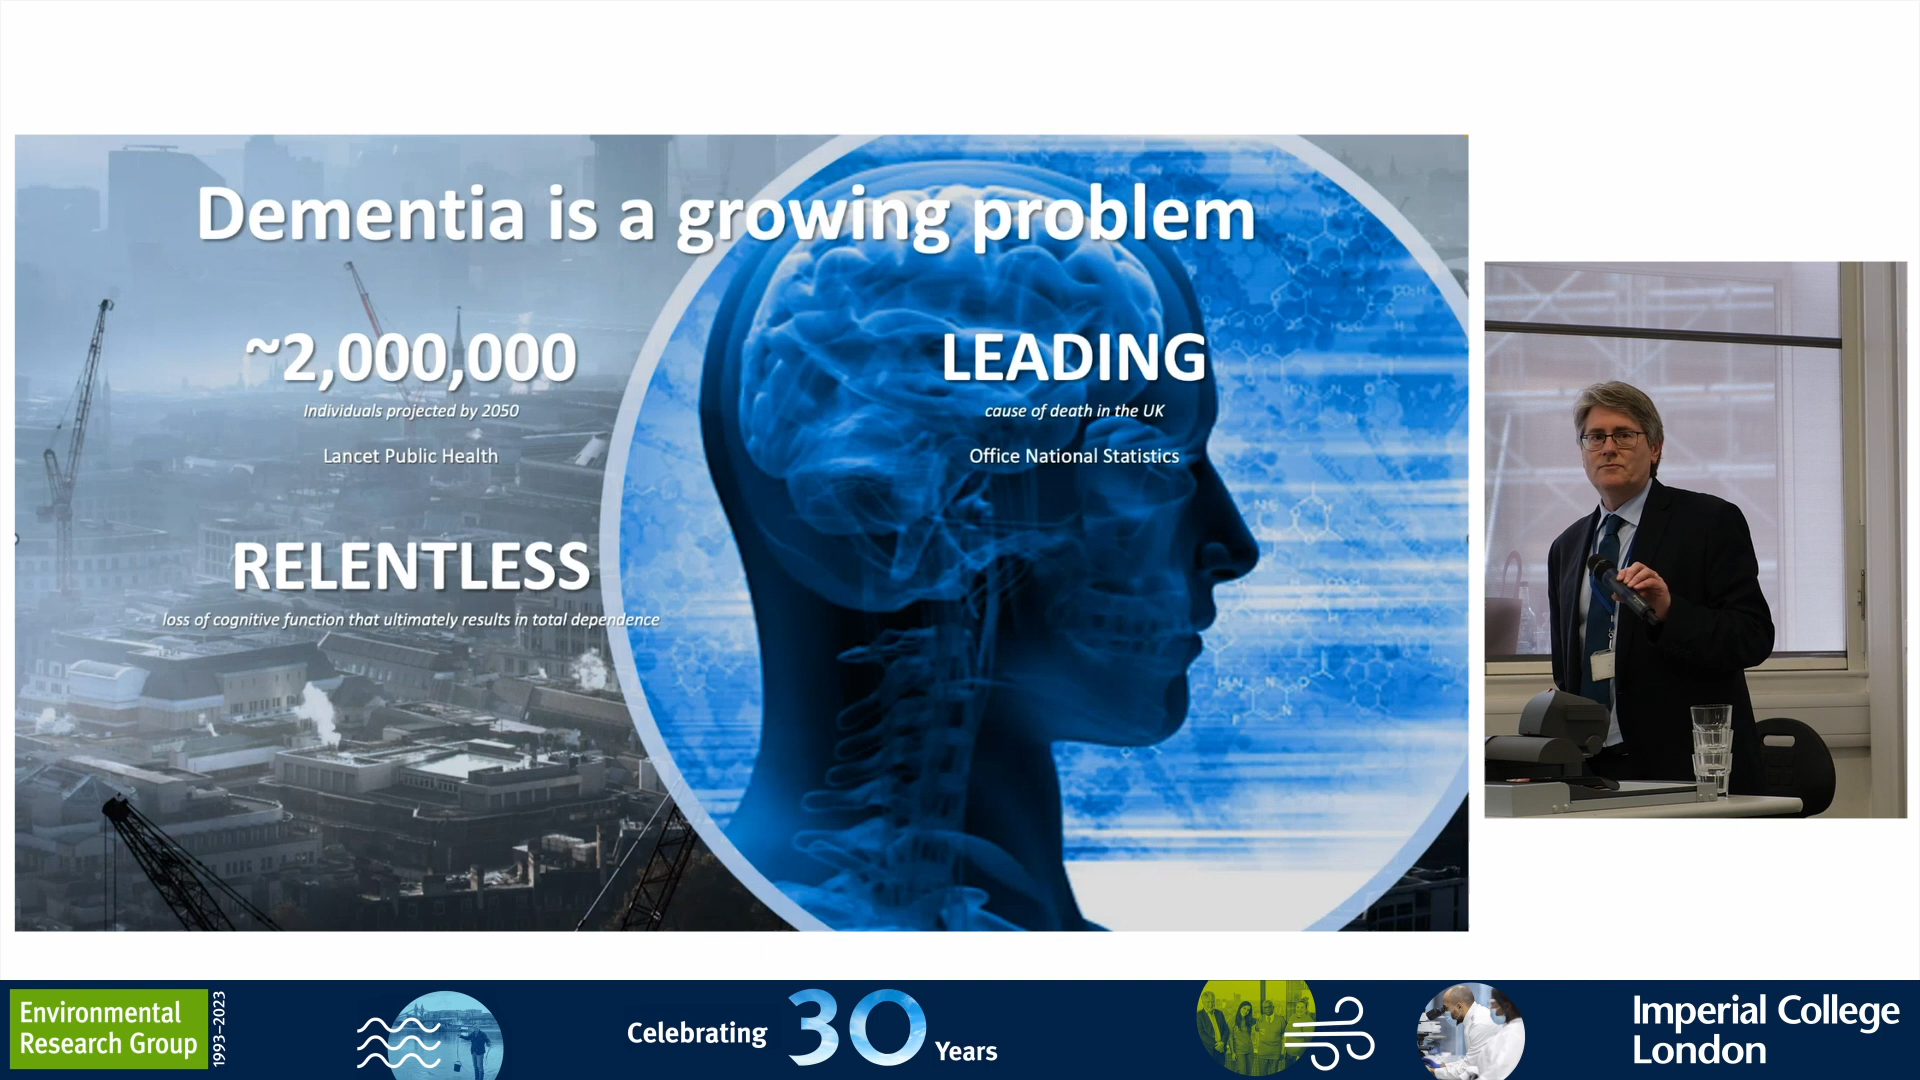 Dementia is a growing problem
~2,000,000
Individuals projected by 2050
Lancet Public Health
LEADING
cause of death in the UK
Office National Statistics
RELENTLESS
loss of cognitive function that ultimately results in total dependence
Environmental
Research Group
1993–2023
Celebrating 30 Years
Imperial College
London